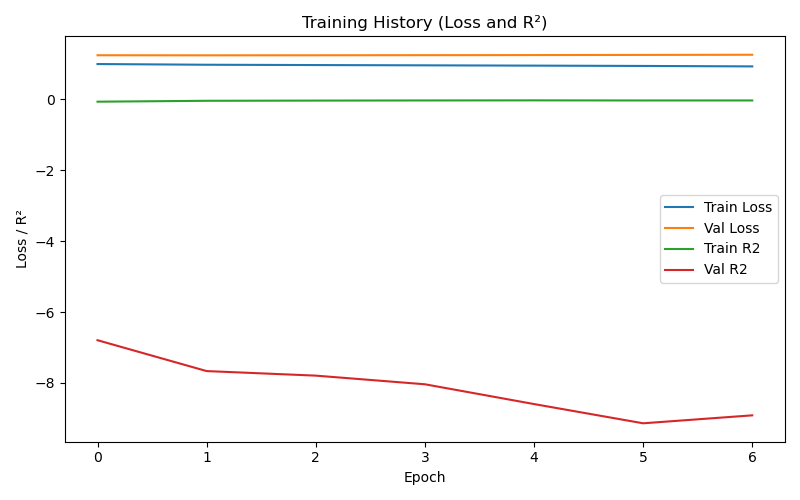 Training History (Loss and R²)
Loss / R²
0
−2
−4
−6
−8
Train Loss
Val Loss
Train R2
Val R2
0 1 2 3 4 5 6
Epoch